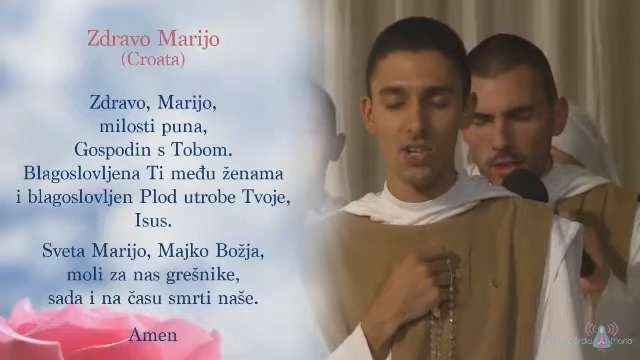 Zdravo Marijo
(Croata)
Zdravo, Marijo,
milosti puna,
Gospodin s Tobom.
Blagoslovljena Ti među ženama
i blagoslovljen Plod utrobe Tvoje,
Isus.
Sveta Marijo, Majko Božja,
moli za nas grešnike,
sada i na času smrti naše.
Amen